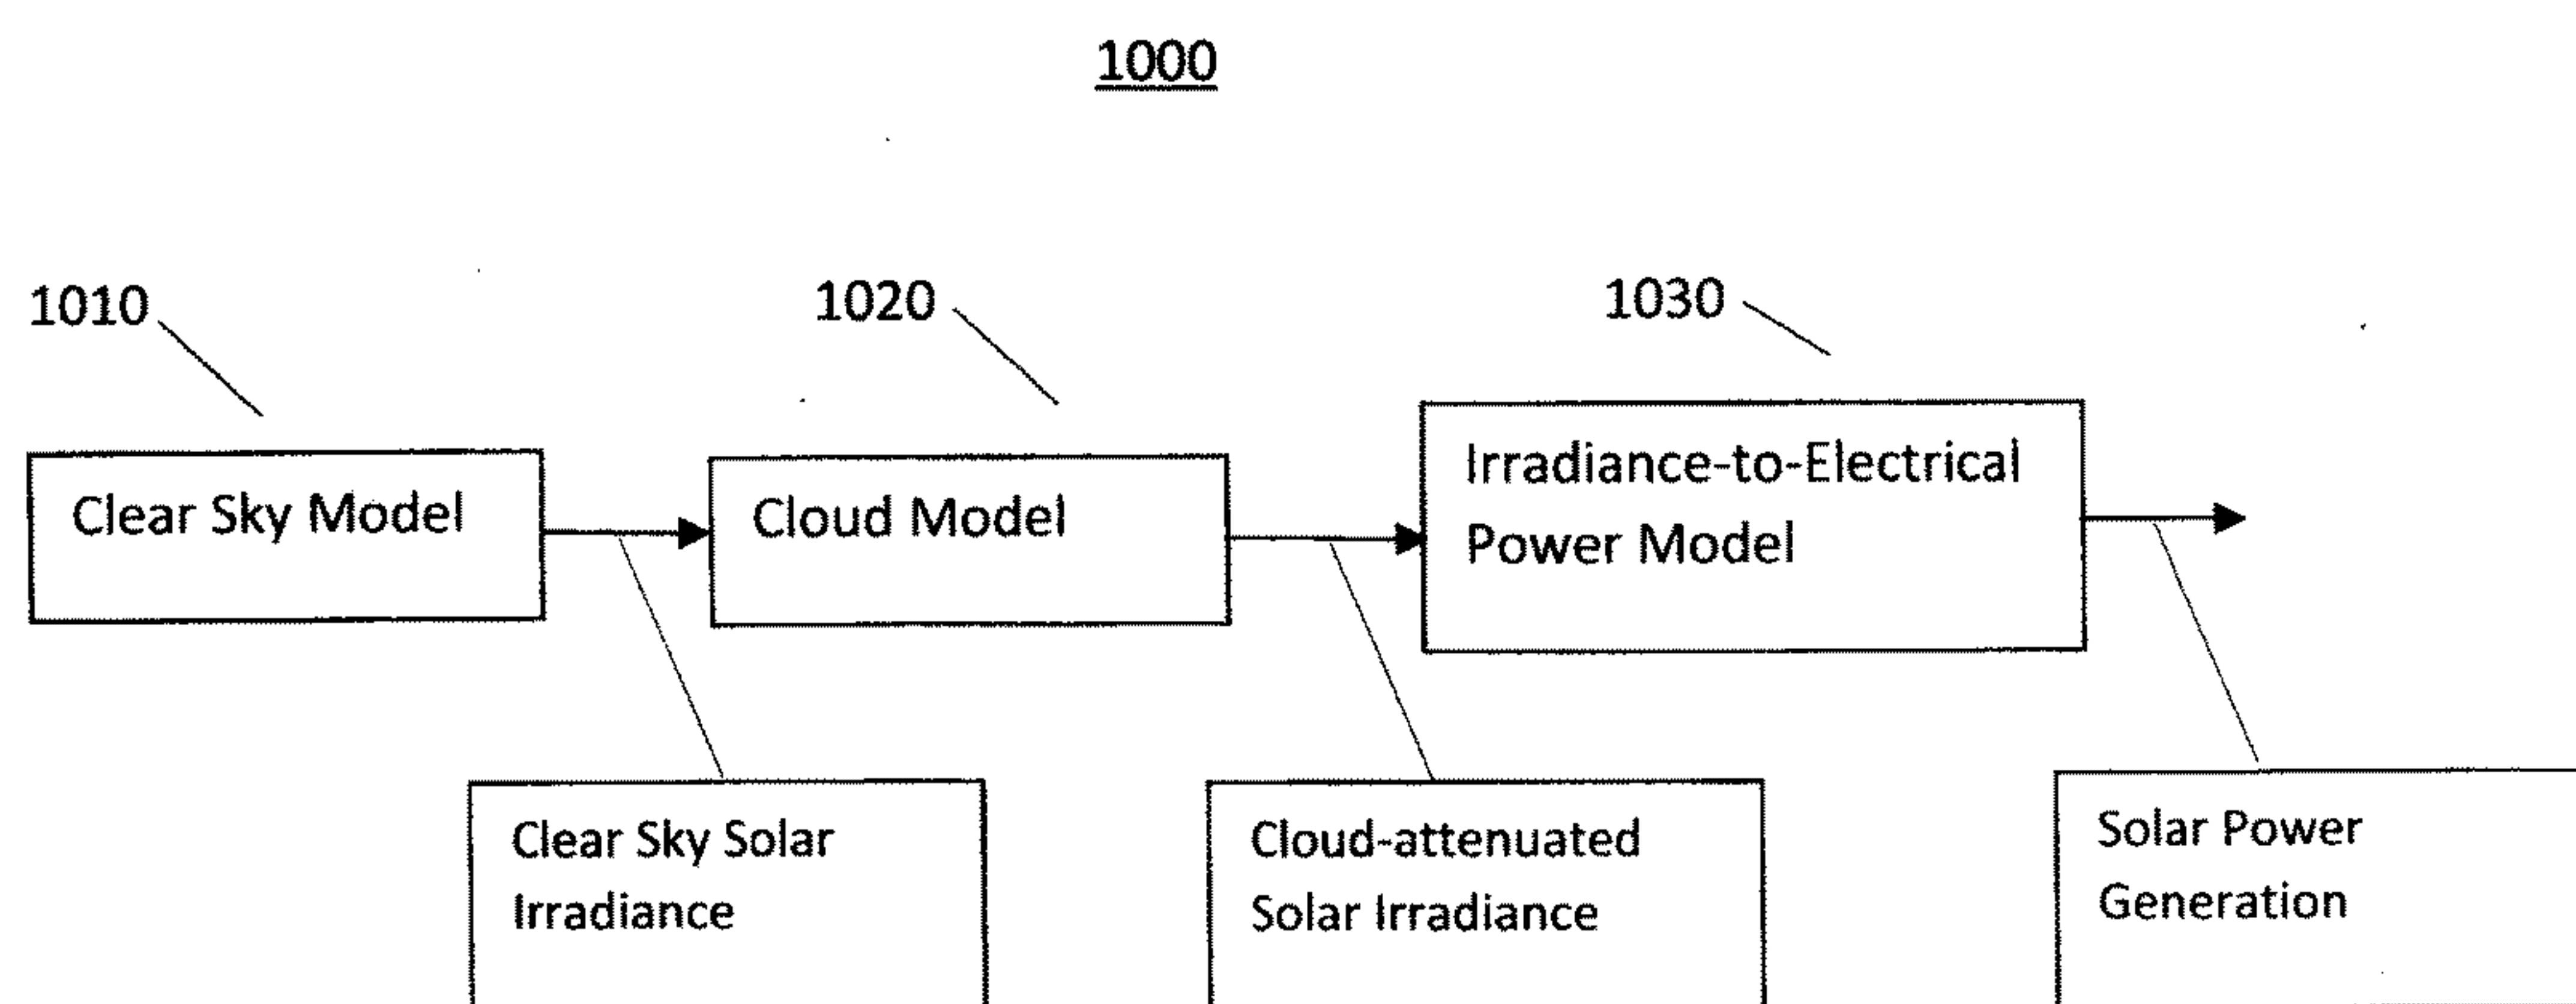 1000
1010
1020
1030
Clear Sky Model
Cloud Model
Irradiance-to-Electrical
Power Model
Clear Sky Solar
Irradiance
Cloud-attenuated
Solar Irradiance
Solar Power
Generation